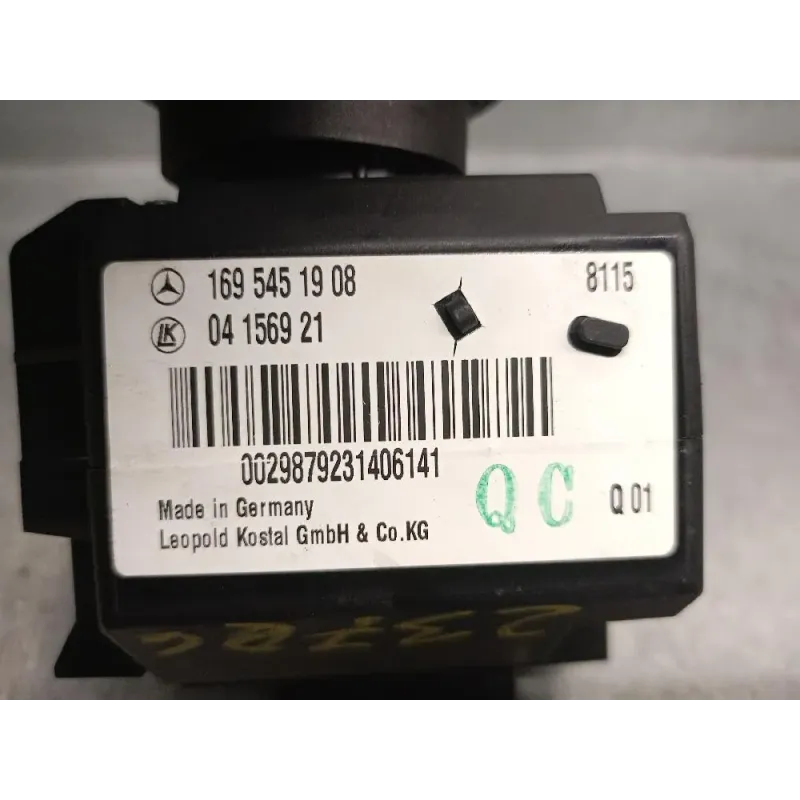 169 545 19 08 8115
LK 04 1569 21
0029879231406141
Made in Germany QC Q 01
Leopold Kostal GmbH & Co.KG